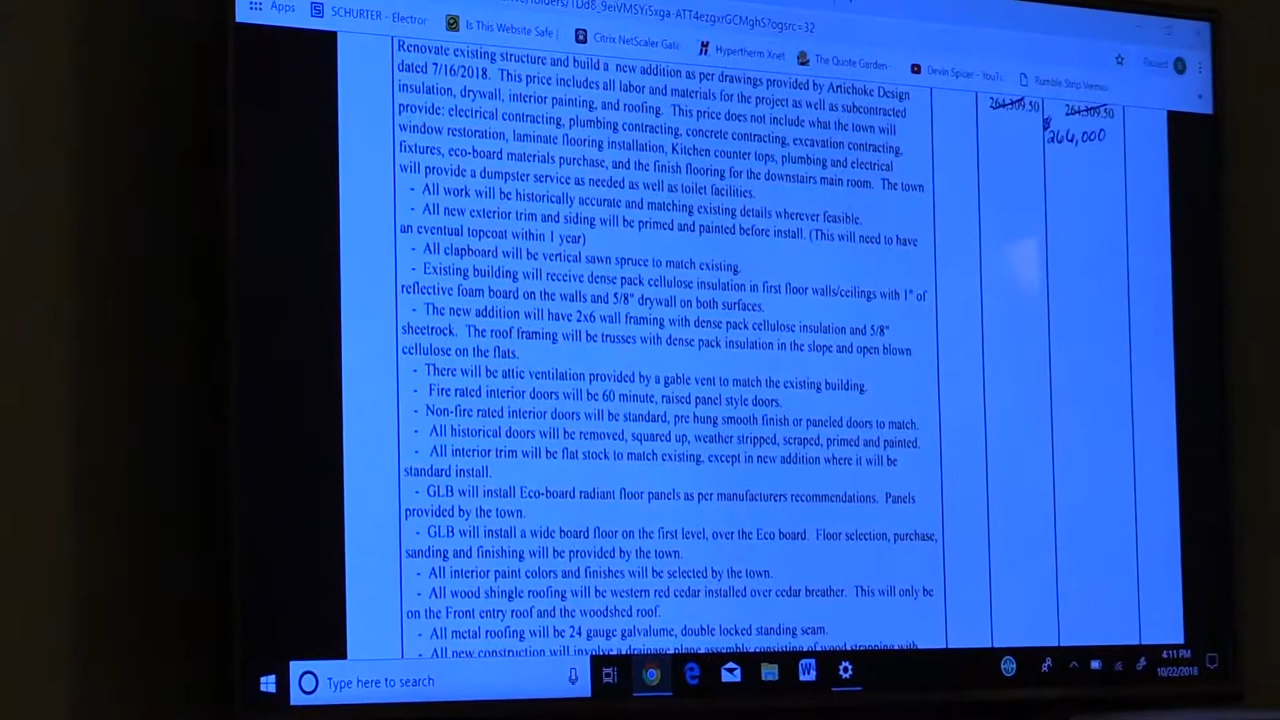 folders/1Dd8_9eiVMSYi5xga-ATT4ezgxrGCMghS?ogsrc=32
Apps SCHURTER - Electror Is This Website Safe | Citrix NetScaler Gate Hypertherm Xnet The Quote Garden - Devin Spicer - YouTu Rumble Strip Vermo Paused
Renovate existing structure and build a new addition as per drawings provided by Artichoke Design
dated 7/16/2018. This price includes all labor and materials for the project as well as subcontracted
insulation, drywall, interior painting, and roofing. This price does not include what the town will
provide: electrical contracting, plumbing contracting, concrete contracting, excavation contracting,
window restoration, laminate flooring installation, Kitchen counter tops, plumbing and electrical
fixtures, eco-board materials purchase, and the finish flooring for the downstairs main room. The town
will provide a dumpster service as needed as well as toilet facilities.
- All work will be historically accurate and matching existing details wherever feasible.
- All new exterior trim and siding will be primed and painted before install. (This will need to have
an eventual topcoat within 1 year)
- All clapboard will be vertical sawn spruce to match existing.
- Existing building will receive dense pack cellulose insulation in first floor walls/ceilings with 1" of
reflective foam board on the walls and 5/8" drywall on both surfaces.
- The new addition will have 2x6 wall framing with dense pack cellulose insulation and 5/8"
sheetrock. The roof framing will be trusses with dense pack insulation in the slope and open blown
cellulose on the flats.
- There will be attic ventilation provided by a gable vent to match the existing building.
- Fire rated interior doors will be 60 minute, raised panel style doors.
- Non-fire rated interior doors will be standard, pre hung smooth finish or paneled doors to match.
- All historical doors will be removed, squared up, weather stripped, scraped, primed and painted.
- All interior trim will be flat stock to match existing, except in new addition where it will be
standard install.
- GLB will install Eco-board radiant floor panels as per manufacturers recommendations. Panels
provided by the town.
- GLB will install a wide board floor on the first level, over the Eco board. Floor selection, purchase,
sanding and finishing will be provided by the town.
- All interior paint colors and finishes will be selected by the town.
- All wood shingle roofing will be western red cedar installed over cedar breather. This will only be
on the Front entry roof and the woodshed roof.
- All metal roofing will be 24 gauge galvalume, double locked standing seam.
- All new construction will involve a drainage plane assembly consisting of wood strapping with
264,309.50 264,309.50
$264,000
Type here to search
4:11 PM
10/22/2018